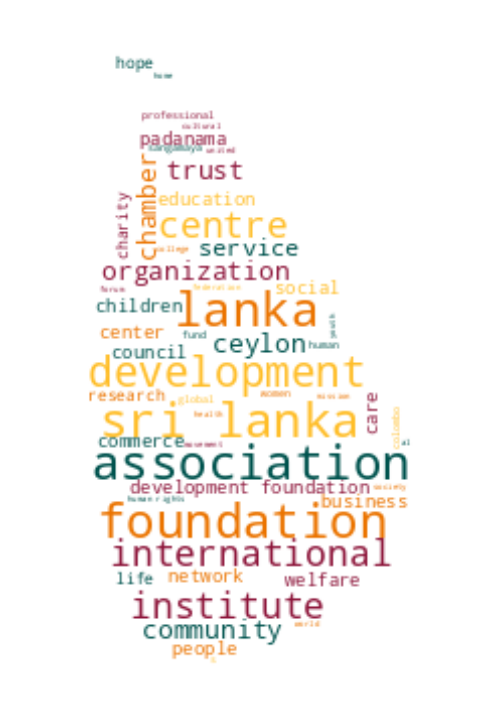 hope
home
professional
cultural
padanama
sangamaya united
trust
chamber
education
charity
centre
college
service
organization
forum
federation
social
children
lanka
center
fund
youth
ceylon
human
council
development
research
global
women
mission
care
health
sri lanka
colombo
commerce
movement
al
association
development foundation
society
human rights
business
foundation
international
life
network
welfare
institute
community
world
people